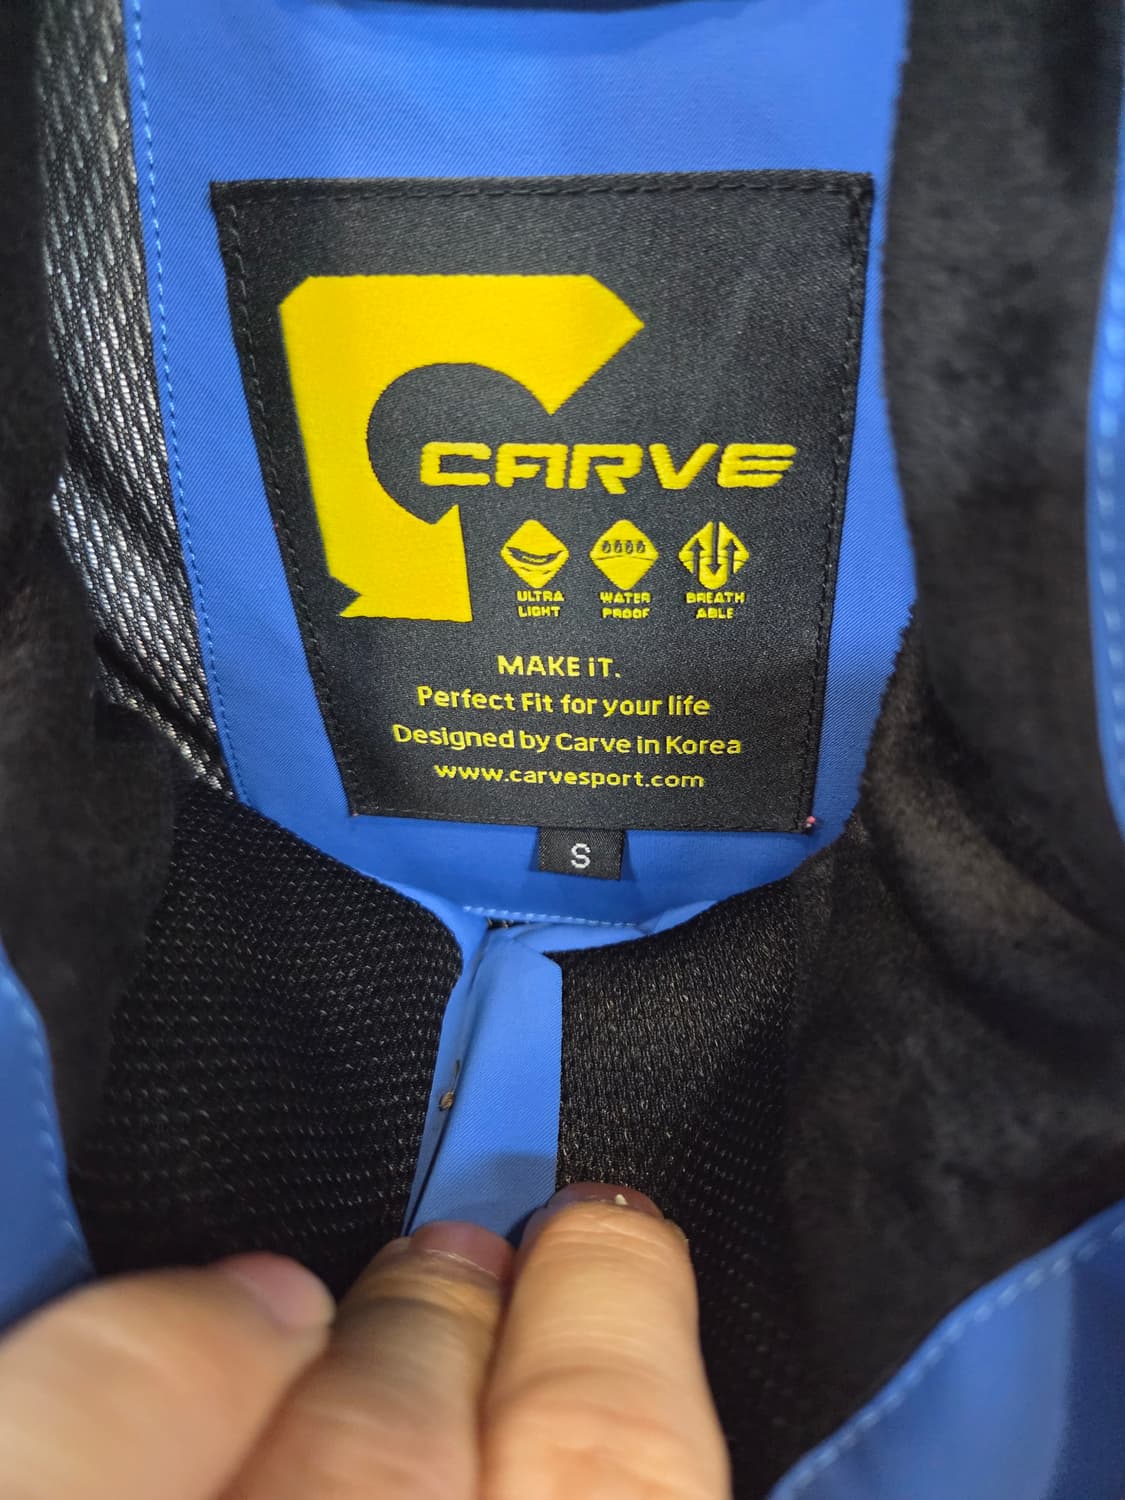 CARVE
ULTRA LIGHT
WATER PROOF
BREATH ABLE
MAKE iT.
Perfect Fit for your life
Designed by Carve in Korea
www.carvesport.com
S